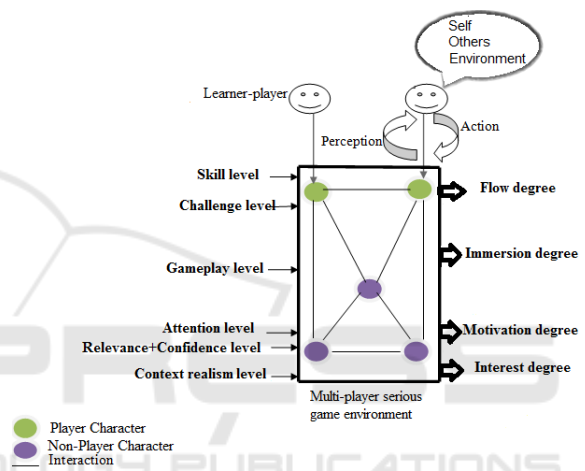 Self
Others
Environment
Learner-player
Perception
Action
Skill level
Challenge level
Gameplay level
Attention level
Relevance+Confidence level
Context realism level
Flow degree
Immersion degree
Motivation degree
Interest degree
Multi-player serious
game environment
Player Character
Non-Player Character
Interaction
PRESS
PUBLICATIONS